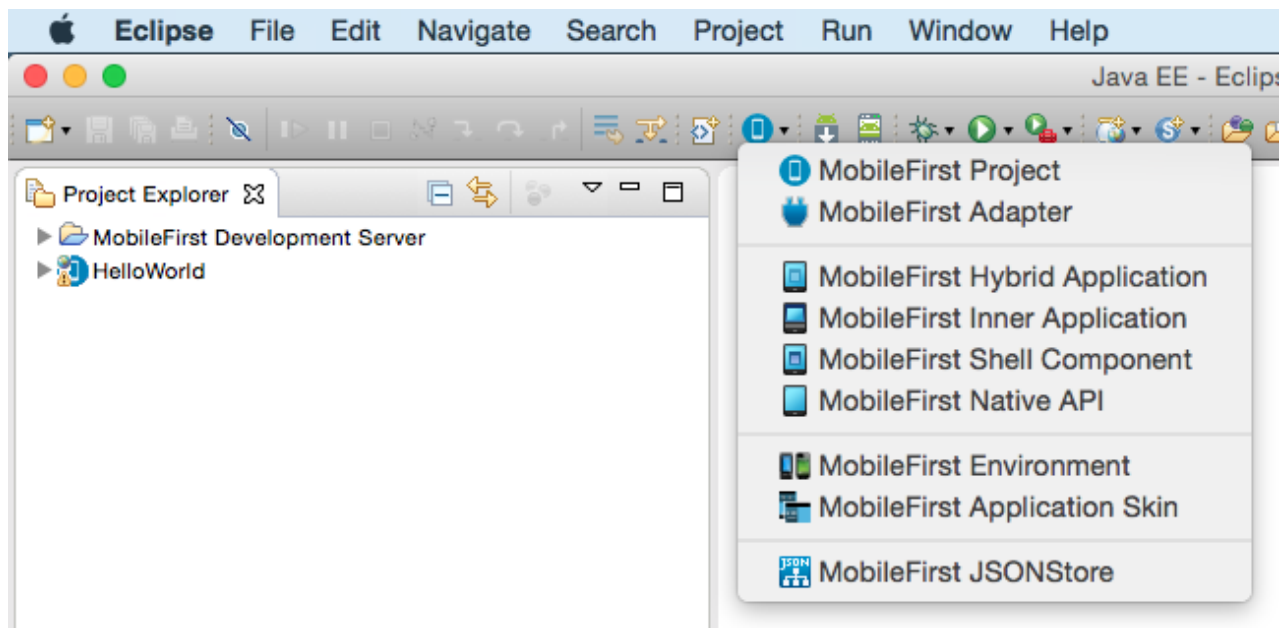 Eclipse File Edit Navigate Search Project Run Window Help
Java EE - Eclips
Project Explorer
MobileFirst Development Server
HelloWorld
MobileFirst Project
MobileFirst Adapter
MobileFirst Hybrid Application
MobileFirst Inner Application
MobileFirst Shell Component
MobileFirst Native API
MobileFirst Environment
MobileFirst Application Skin
JSON MobileFirst JSONStore